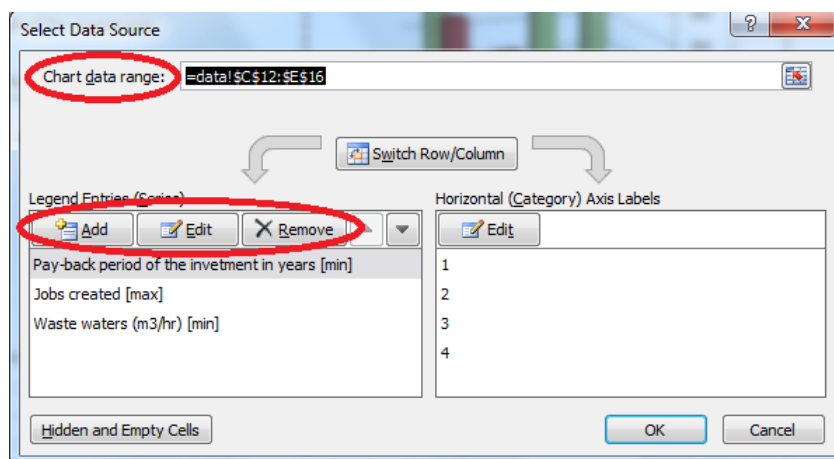 Select Data Source
?
X
Chart data range:
=data!$C$12:$E$16
Switch Row/Column
Legend Entries (Series)
Add Edit Remove
Pay-back period of the invetment in years [min]
Jobs created [max]
Waste waters (m3/hr) [min]
Horizontal (Category) Axis Labels
Edit
1
2
3
4
Hidden and Empty Cells
OK Cancel